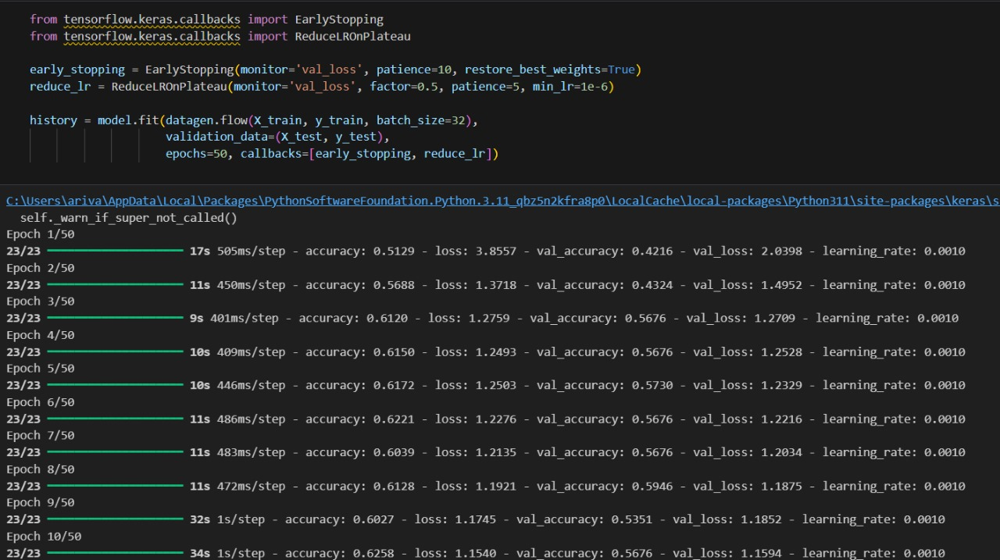 from tensorflow.keras.callbacks import EarlyStopping
from tensorflow.keras.callbacks import ReduceLROnPlateau
early_stopping = EarlyStopping(monitor='val_loss', patience=10, restore_best_weights=True)
reduce_lr = ReduceLROnPlateau(monitor='val_loss', factor=0.5, patience=5, min_lr=1e-6)
history = model.fit(datagen.flow(X_train, y_train, batch_size=32),
validation_data=(X_test, y_test),
epochs=50, callbacks=[early_stopping, reduce_lr])
C:\Users\ariva\AppData\Local\Packages\PythonSoftwareFoundation.Python.3.11_qbz5n2kfra8p0\LocalCache\local-packages\Python311\site-packages\keras\s
self._warn_if_super_not_called()
Epoch 1/50
23/23 17s 505ms/step - accuracy: 0.5129 - loss: 3.8557 - val_accuracy: 0.4216 - val_loss: 2.0398 - learning_rate: 0.0010
Epoch 2/50
23/23 11s 450ms/step - accuracy: 0.5688 - loss: 1.3718 - val_accuracy: 0.4324 - val_loss: 1.4952 - learning_rate: 0.0010
Epoch 3/50
23/23 9s 401ms/step - accuracy: 0.6120 - loss: 1.2759 - val_accuracy: 0.5676 - val_loss: 1.2709 - learning_rate: 0.0010
Epoch 4/50
23/23 10s 409ms/step - accuracy: 0.6150 - loss: 1.2493 - val_accuracy: 0.5676 - val_loss: 1.2528 - learning_rate: 0.0010
Epoch 5/50
23/23 10s 446ms/step - accuracy: 0.6172 - loss: 1.2503 - val_accuracy: 0.5730 - val_loss: 1.2329 - learning_rate: 0.0010
Epoch 6/50
23/23 11s 486ms/step - accuracy: 0.6221 - loss: 1.2276 - val_accuracy: 0.5676 - val_loss: 1.2216 - learning_rate: 0.0010
Epoch 7/50
23/23 11s 483ms/step - accuracy: 0.6039 - loss: 1.2135 - val_accuracy: 0.5676 - val_loss: 1.2034 - learning_rate: 0.0010
Epoch 8/50
23/23 11s 472ms/step - accuracy: 0.6128 - loss: 1.1921 - val_accuracy: 0.5946 - val_loss: 1.1875 - learning_rate: 0.0010
Epoch 9/50
23/23 32s 1s/step - accuracy: 0.6027 - loss: 1.1745 - val_accuracy: 0.5351 - val_loss: 1.1852 - learning_rate: 0.0010
Epoch 10/50
23/23 34s 1s/step - accuracy: 0.6258 - loss: 1.1540 - val_accuracy: 0.5676 - val_loss: 1.1594 - learning_rate: 0.0010